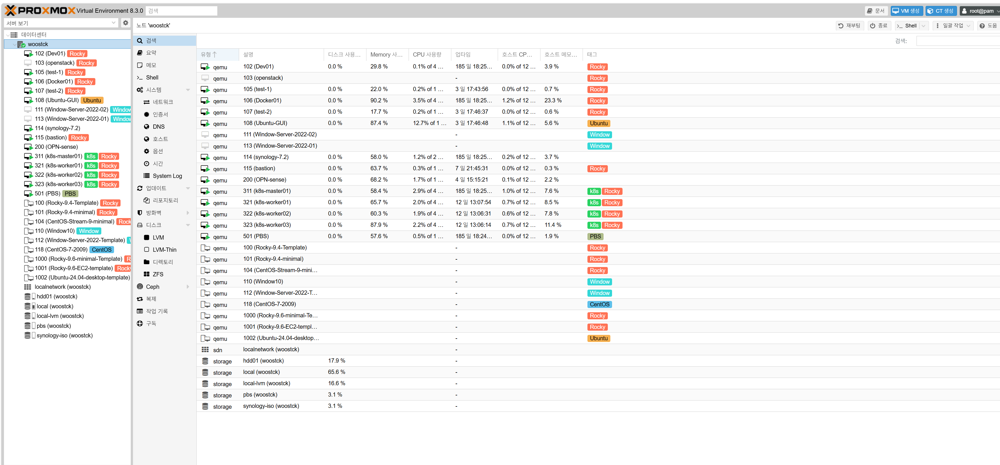 PROXMOX Virtual Environment 8.3.0 검색
문서 VM 생성 CT 생성 root@pam
서버 보기
데이터센터
woostck
102 (Dev01) Rocky
103 (openstack) Rocky
105 (test-1) Rocky
106 (Docker01) Rocky
107 (test-2) Rocky
108 (Ubuntu-GUI) Ubuntu
111 (Window-Server-2022-02) Window
113 (Window-Server-2022-01) Window
114 (synology-7.2)
115 (bastion) Rocky
200 (OPN-sense)
311 (k8s-master01) k8s Rocky
321 (k8s-worker01) k8s Rocky
322 (k8s-worker02) k8s Rocky
323 (k8s-worker03) k8s Rocky
501 (PBS) PBS
100 (Rocky-9.4-Template) Rocky
101 (Rocky-9.4-minimal) Rocky
104 (CentOS-Stream-9-minimal) Rock
110 (Window10) Window
112 (Window-Server-2022-Template)
118 (CentOS-7-2009) CentOS
1000 (Rocky-9.6-minimal-Template) R
1001 (Rocky-9.6-EC2-template) Rocky
1002 (Ubuntu-24.04-desktop-template)
localnetwork (woostck)
hdd01 (woostck)
local (woostck)
local-lvm (woostck)
pbs (woostck)
synology-iso (woostck)
노드 'woostck'
재부팅 종료 >_ Shell 일괄 작업 도움
검색
요약
메모
>_ Shell
시스템
네트워크
인증서
DNS
호스트
옵션
시간
System Log
업데이트
리포지토리
방화벽
디스크
LVM
LVM-Thin
디렉토리
ZFS
Ceph
복제
작업 기록
구독
검색:
유형 ↑ 설명 디스크 사용... Memory 사... CPU 사용량 업타임 호스트 CP... 호스트 메모... 태그
qemu 102 (Dev01) 0.0 % 29.8 % 0.1% of 4 ... 185 일 18:25... 0.0% of 12 ... 3.9 % Rocky
qemu 103 (openstack) - Rocky
qemu 105 (test-1) 0.0 % 22.0 % 0.2% of 1 ... 3 일 17:43:56 0.0% of 12 ... 0.7 % Rocky
qemu 106 (Docker01) 0.0 % 90.2 % 3.5% of 4 ... 185 일 18:25... 1.2% of 12 ... 23.3 % Rocky
qemu 107 (test-2) 0.0 % 17.7 % 0.2% of 1 ... 3 일 17:46:37 0.0% of 12 ... 0.6 % Rocky
qemu 108 (Ubuntu-GUI) 0.0 % 87.4 % 12.7% of 1 ... 3 일 17:46:48 1.1% of 12 ... 5.6 % Ubuntu
qemu 111 (Window-Server-2022-02) - Window
qemu 113 (Window-Server-2022-01) - Window
qemu 114 (synology-7.2) 0.0 % 58.0 % 1.2% of 2 ... 185 일 18:25... 0.2% of 12 ... 3.7 %
qemu 115 (bastion) 0.0 % 63.7 % 0.3% of 1 ... 7 일 21:45:31 0.0% of 12 ... 0.3 % Rocky
qemu 200 (OPN-sense) 0.0 % 68.2 % 1.7% of 1 ... 4 일 15:15:21 0.1% of 12 ... 2.2 %
qemu 311 (k8s-master01) 0.0 % 58.4 % 2.9% of 4 ... 185 일 18:25... 1.0% of 12 ... 7.6 % k8s Rocky
qemu 321 (k8s-worker01) 0.0 % 65.7 % 2.0% of 4 ... 12 일 13:07:54 0.7% of 12 ... 8.5 % k8s Rocky
qemu 322 (k8s-worker02) 0.0 % 60.3 % 1.9% of 4 ... 12 일 13:06:31 0.6% of 12 ... 7.8 % k8s Rocky
qemu 323 (k8s-worker03) 0.0 % 87.9 % 2.2% of 4 ... 12 일 13:06:14 0.7% of 12 ... 11.4 % k8s Rocky
qemu 501 (PBS) 0.0 % 57.6 % 0.5% of 1 ... 185 일 18:24... 0.0% of 12 ... 1.9 % PBS
qemu 100 (Rocky-9.4-Template) - Rocky
qemu 101 (Rocky-9.4-minimal) - Rocky
qemu 104 (CentOS-Stream-9-mini... - Rocky
qemu 110 (Window10) - Window
qemu 112 (Window-Server-2022-T... - Window
qemu 118 (CentOS-7-2009) - CentOS
qemu 1000 (Rocky-9.6-minimal-Te... - Rocky
qemu 1001 (Rocky-9.6-EC2-templ... - Rocky
qemu 1002 (Ubuntu-24.04-desktop... - Ubuntu
sdn localnetwork (woostck) -
storage hdd01 (woostck) 17.9 % -
storage local (woostck) 65.6 % -
storage local-lvm (woostck) 16.6 % -
storage pbs (woostck) 3.1 % -
storage synology-iso (woostck) 3.1 % -